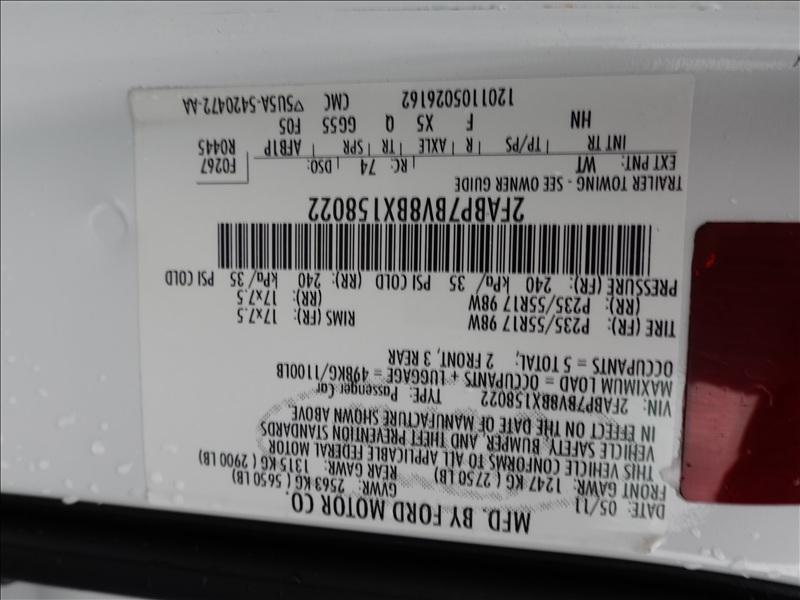 MFD. BY FORD MOTOR CO.
DATE: 05/11 GVWR: 2563 KG ( 5650 LB)
FRONT GAWR: 1247 KG ( 2750 LB) REAR GAWR: 1315 KG ( 2900 LB)
THIS VEHICLE CONFORMS TO ALL APPLICABLE FEDERAL MOTOR
VEHICLE SAFETY, BUMPER, AND THEFT PREVENTION STANDARDS
IN EFFECT ON THE DATE OF MANUFACTURE SHOWN ABOVE
VIN: 2FABP7BV8BX158022 TYPE: Passenger Car
MAXIMUM LOAD = OCCUPANTS + LUGGAGE = 498KG/1100LB
OCCUPANTS = 5 TOTAL; 2 FRONT, 3 REAR
TIRE (FR): P235/55R17 98W RIMS (FR): 17x7.5
(RR): P235/55R17 98W (RR): 17x7.5
PRESSURE (FR): 240 kPa/ 35 PSI COLD (RR): 240 kPa/ 35 PSI COLD
2FABP7BV8BX158022
TRAILER TOWING - SEE OWNER GUIDE
EXT PNT: WT RC: 74 DSO: F0267
R0445
INT TR TP/PS R AXLE TR SPR AFB1P
HN F X5 Q GG55 F05
1201105026162 CMC ▽5U5A-5420472-AA